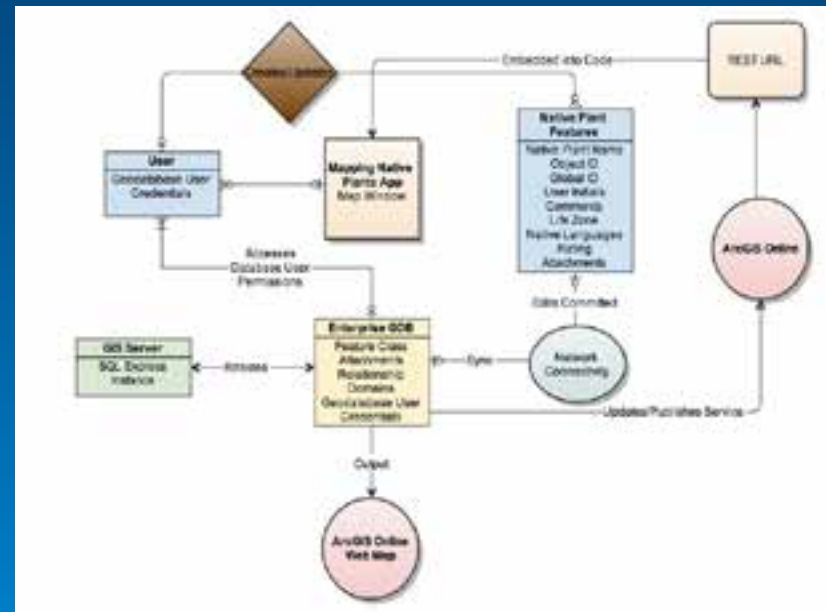 Creates/Updates
Embedded into Code
REST URL
User
Geodatabase User
Credentials
Mapping Native
Plants App
Map Window
Native Plant
Features
Native Plant Name
Object ID
Global ID
User Initials
Comments
Life Zone
Native Languages
Attachments
ArcGIS Online
Accesses
Database User
Permissions
Edits Committed
GIS Server
SQL Express
Instance
Enterprise GDB
Feature Class
Attachments
Relationship
Domains
Geodatabase User
Credentials
Sync
Network
Connectivity
Updates/Publishes Service
Output
ArcGIS Online
Web Map